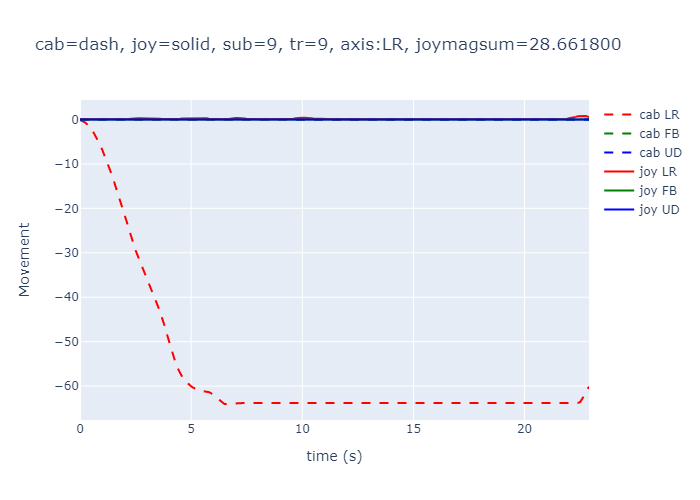 cab=dash, joy=solid, sub=9, tr=9, axis:LR, joymagsum=28.661800
0
−10
−20
−30
−40
−50
−60
Movement
0
5
10
15
20
time (s)
cab LR
cab FB
cab UD
joy LR
joy FB
joy UD